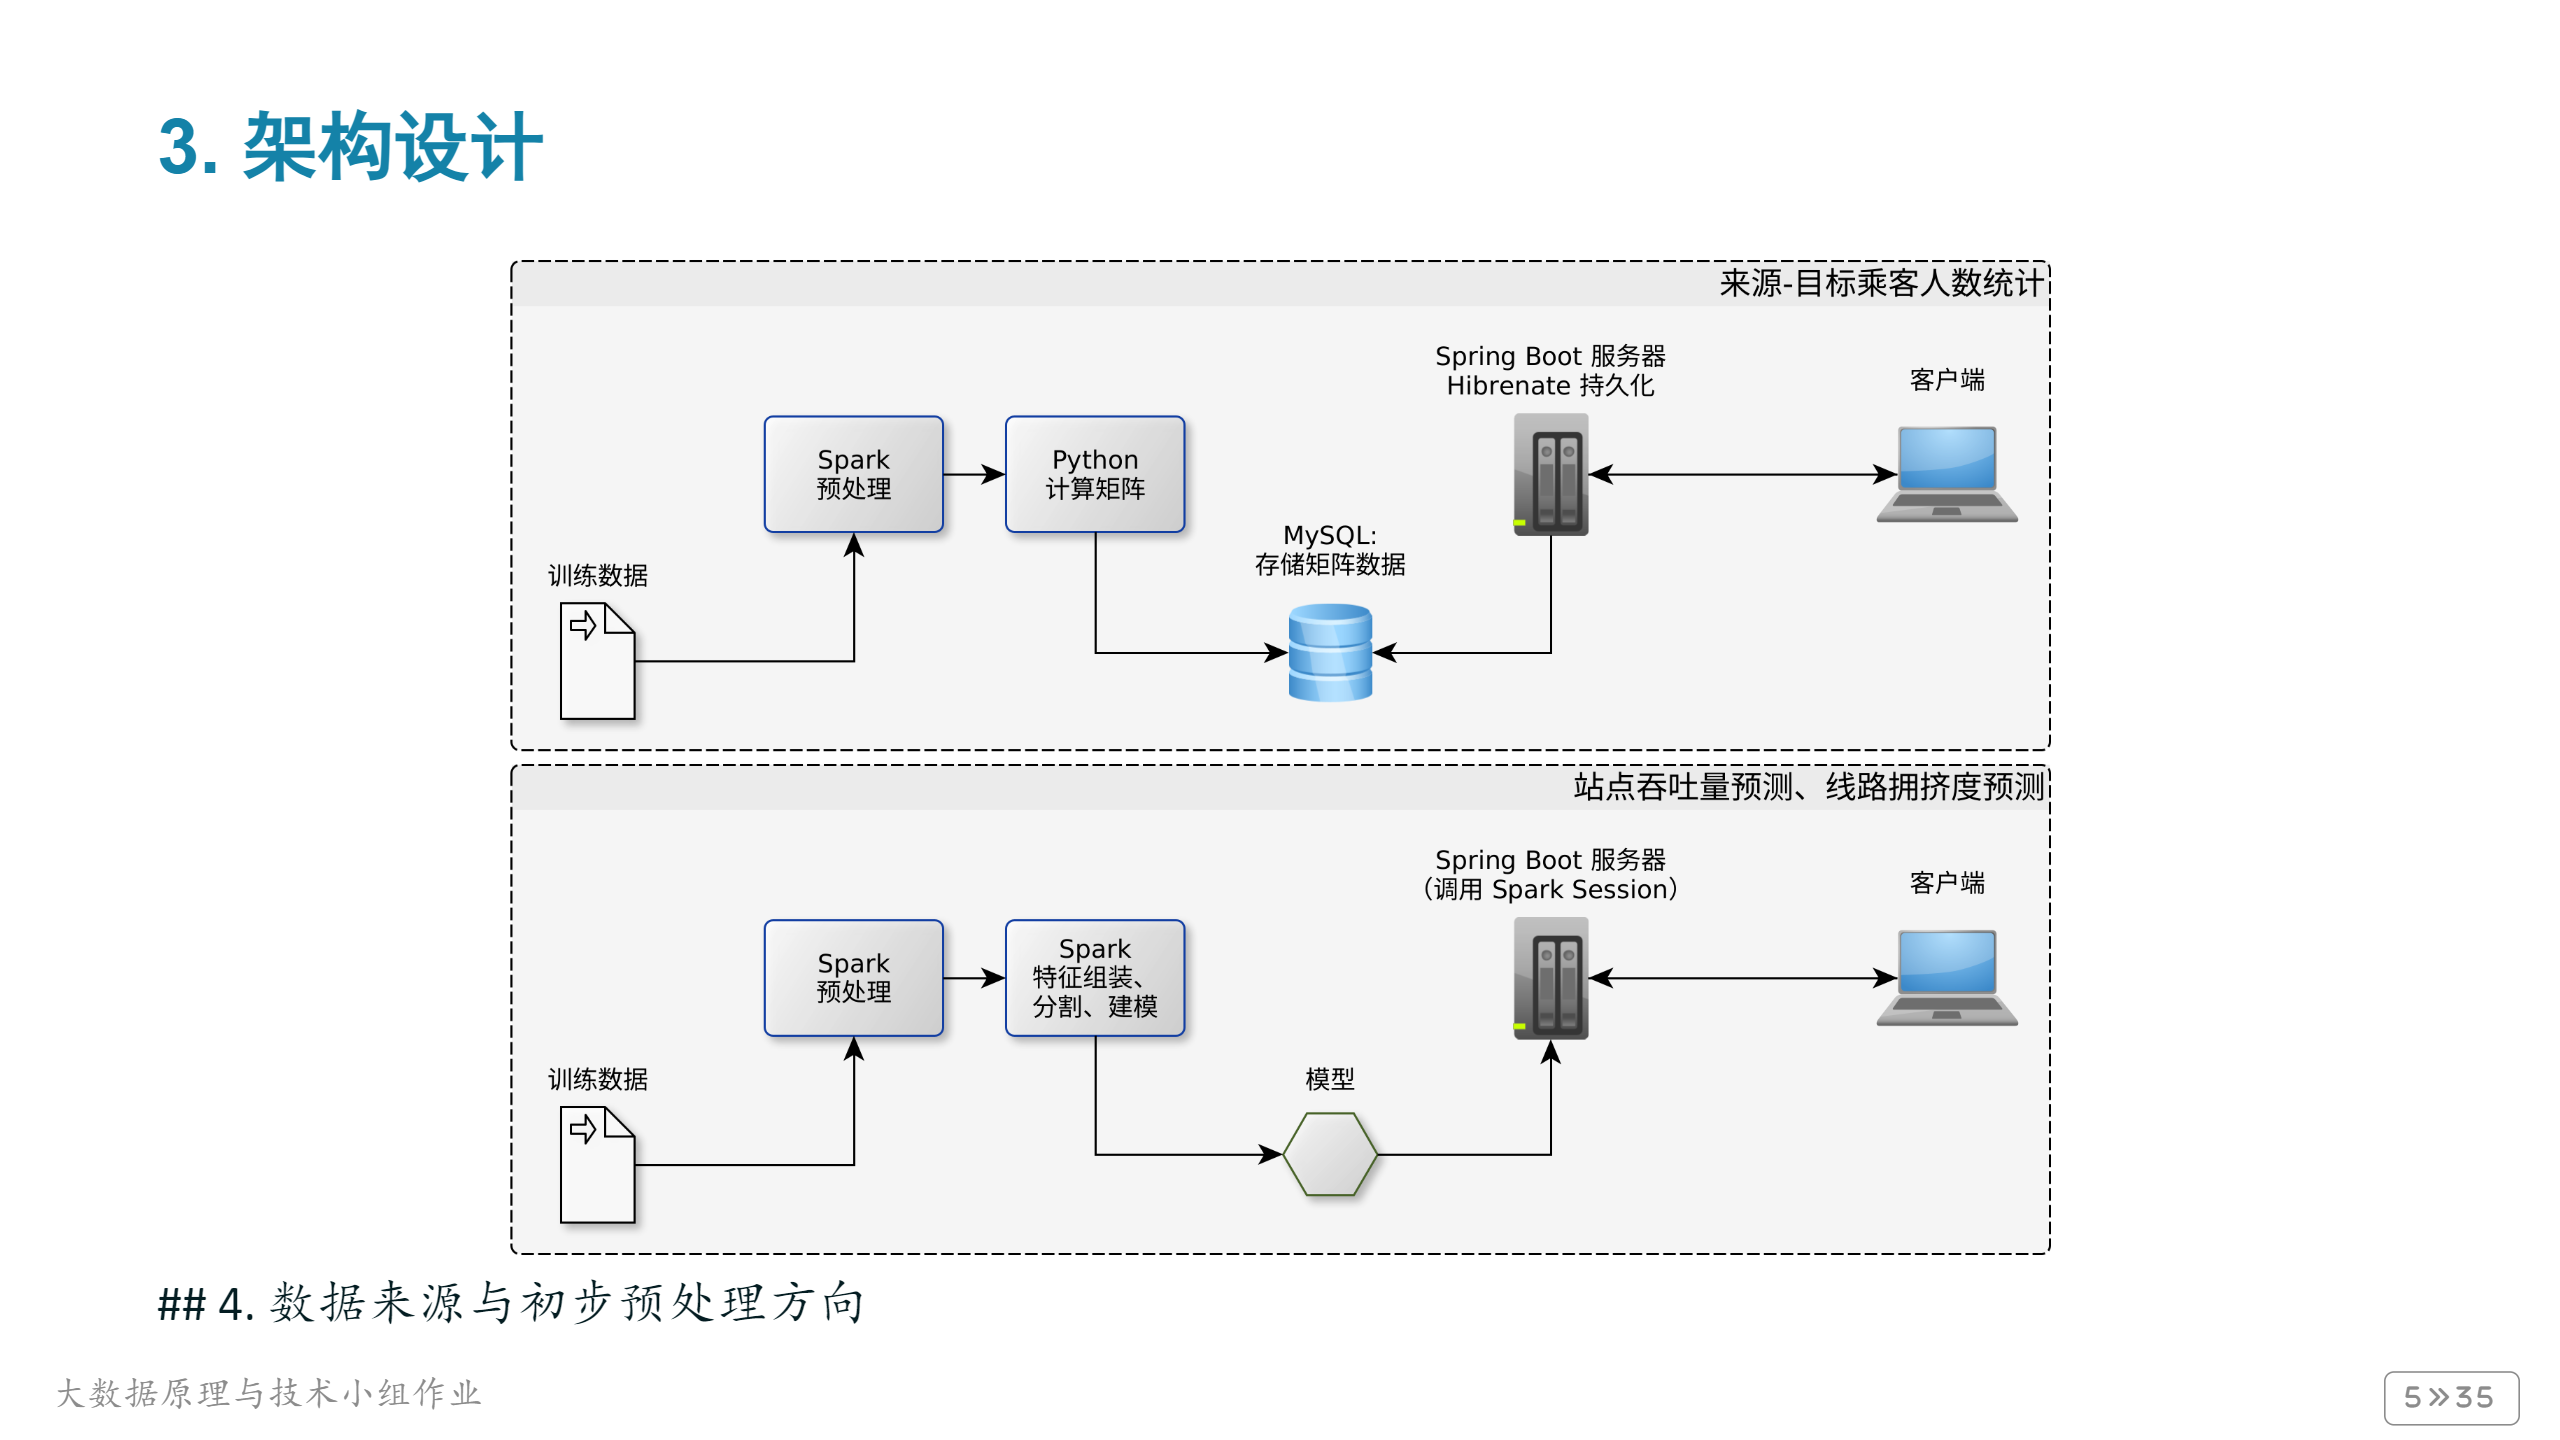 3. 架构设计
来源-目标乘客人数统计
Spring Boot 服务器
Hibrenate 持久化
客户端
Spark
预处理
Python
计算矩阵
MySQL:
存储矩阵数据
训练数据
站点吞吐量预测、线路拥挤度预测
Spring Boot 服务器
（调用 Spark Session）
客户端
Spark
预处理
Spark
特征组装、
分割、建模
训练数据
模型
## 4. 数据来源与初步预处理方向
大数据原理与技术小组作业
5 » 35